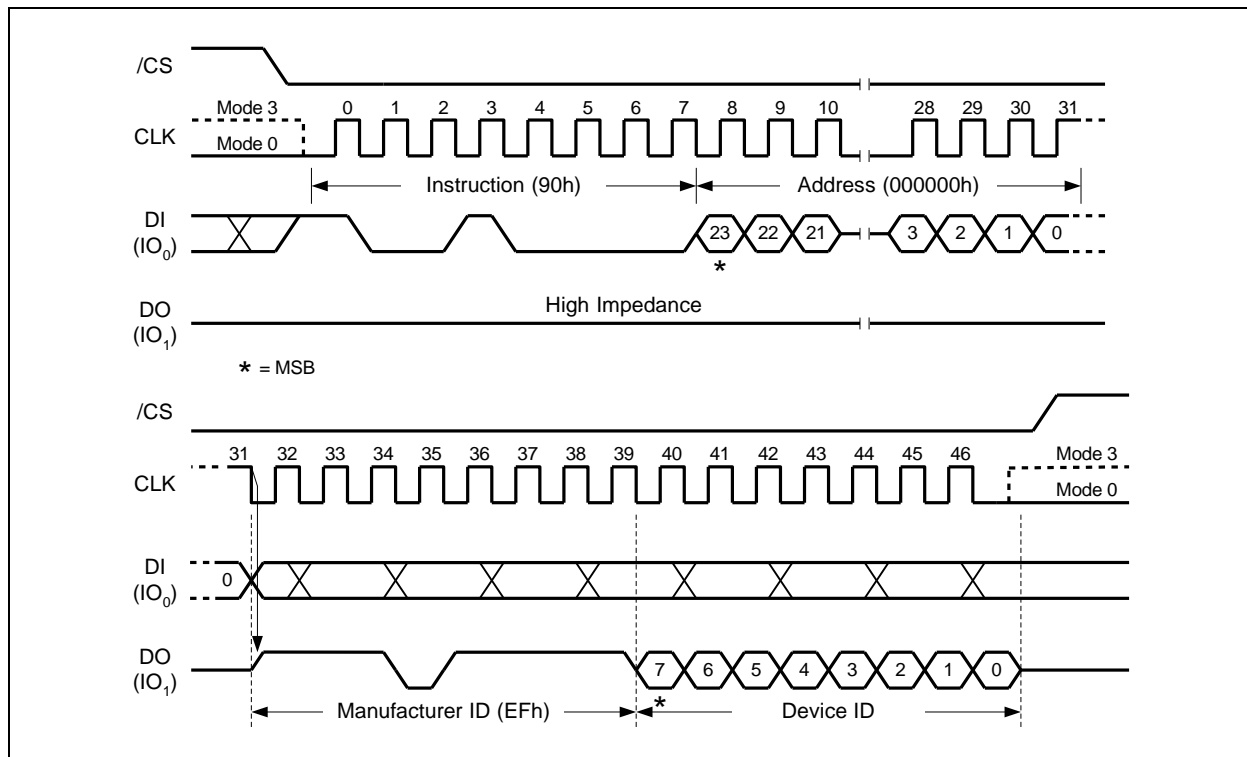 /CS
Mode 3 0 1 2 3 4 5 6 7 8 9 10 28 29 30 31
CLK
Mode 0
Instruction (90h) Address (000000h)
DI
(IO0) 23 22 21 3 2 1 0
*
High Impedance
DO
(IO1)
* = MSB
/CS
31 32 33 34 35 36 37 38 39 40 41 42 43 44 45 46 Mode 3
CLK
Mode 0
DI
(IO0) 0
DO
(IO1) 7 6 5 4 3 2 1 0
*
Manufacturer ID (EFh) Device ID